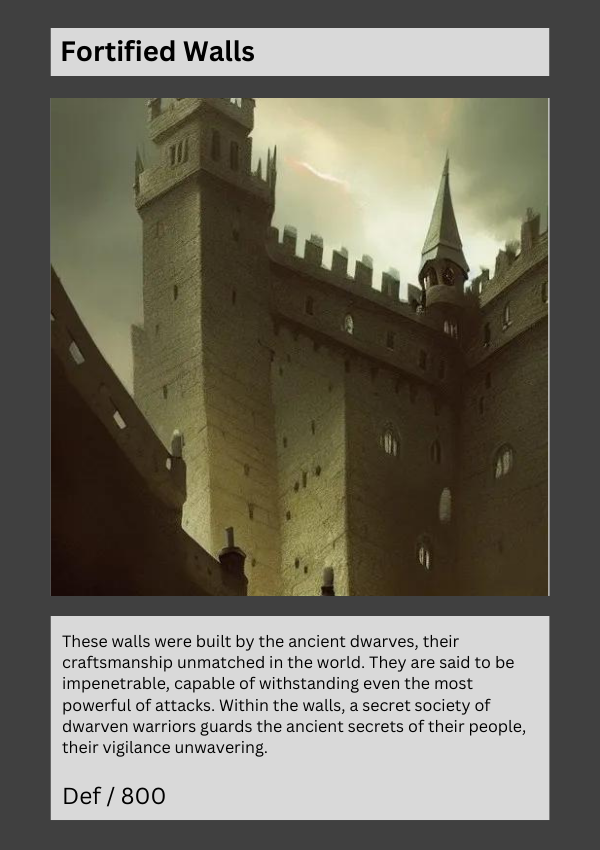 Fortified Walls
These walls were built by the ancient dwarves, their
craftsmanship unmatched in the world. They are said to be
impenetrable, capable of withstanding even the most
powerful of attacks. Within the walls, a secret society of
dwarven warriors guards the ancient secrets of their people,
their vigilance unwavering.
Def / 800